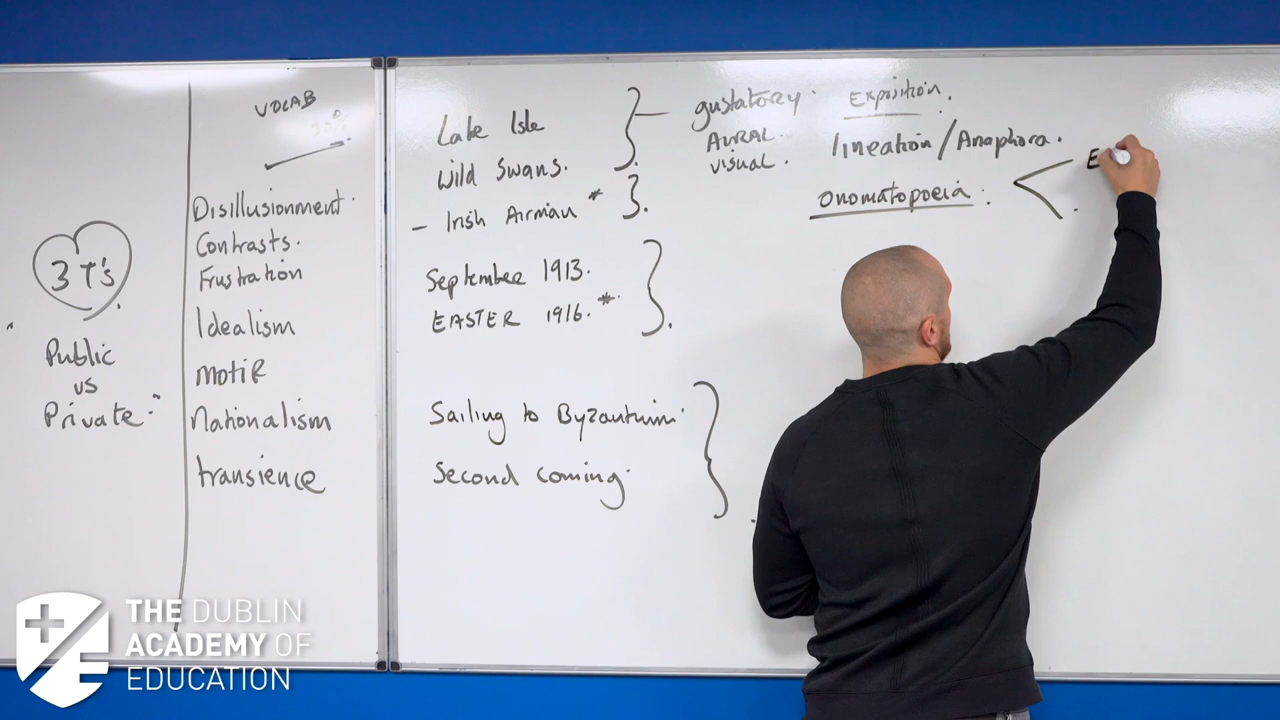 3 T's
Public
vs
Private
VOCAB
Disillusionment.
Contrasts.
Frustration
Idealism
Motif
Nationalism
transience
Lake Isle
Wild Swans.
- Irish Airman *
September 1913.
EASTER 1916. *
Sailing to Byzantium
Second coming
gustatory.
AURAL.
visual.
Exposition.
lineation/Anaphora.
onomatopoeia:
E
THE DUBLIN
ACADEMY OF
EDUCATION